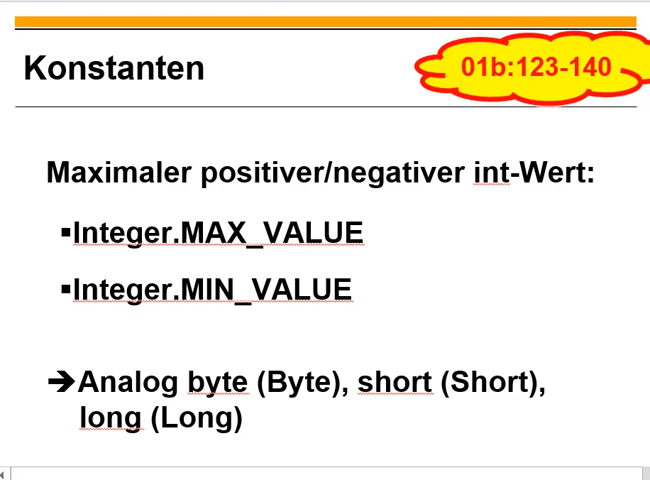 Konstanten
01b:123-140
Maximaler positiver/negativer int-Wert:
▪Integer.MAX_VALUE
▪Integer.MIN_VALUE
➔Analog byte (Byte), short (Short),
long (Long)